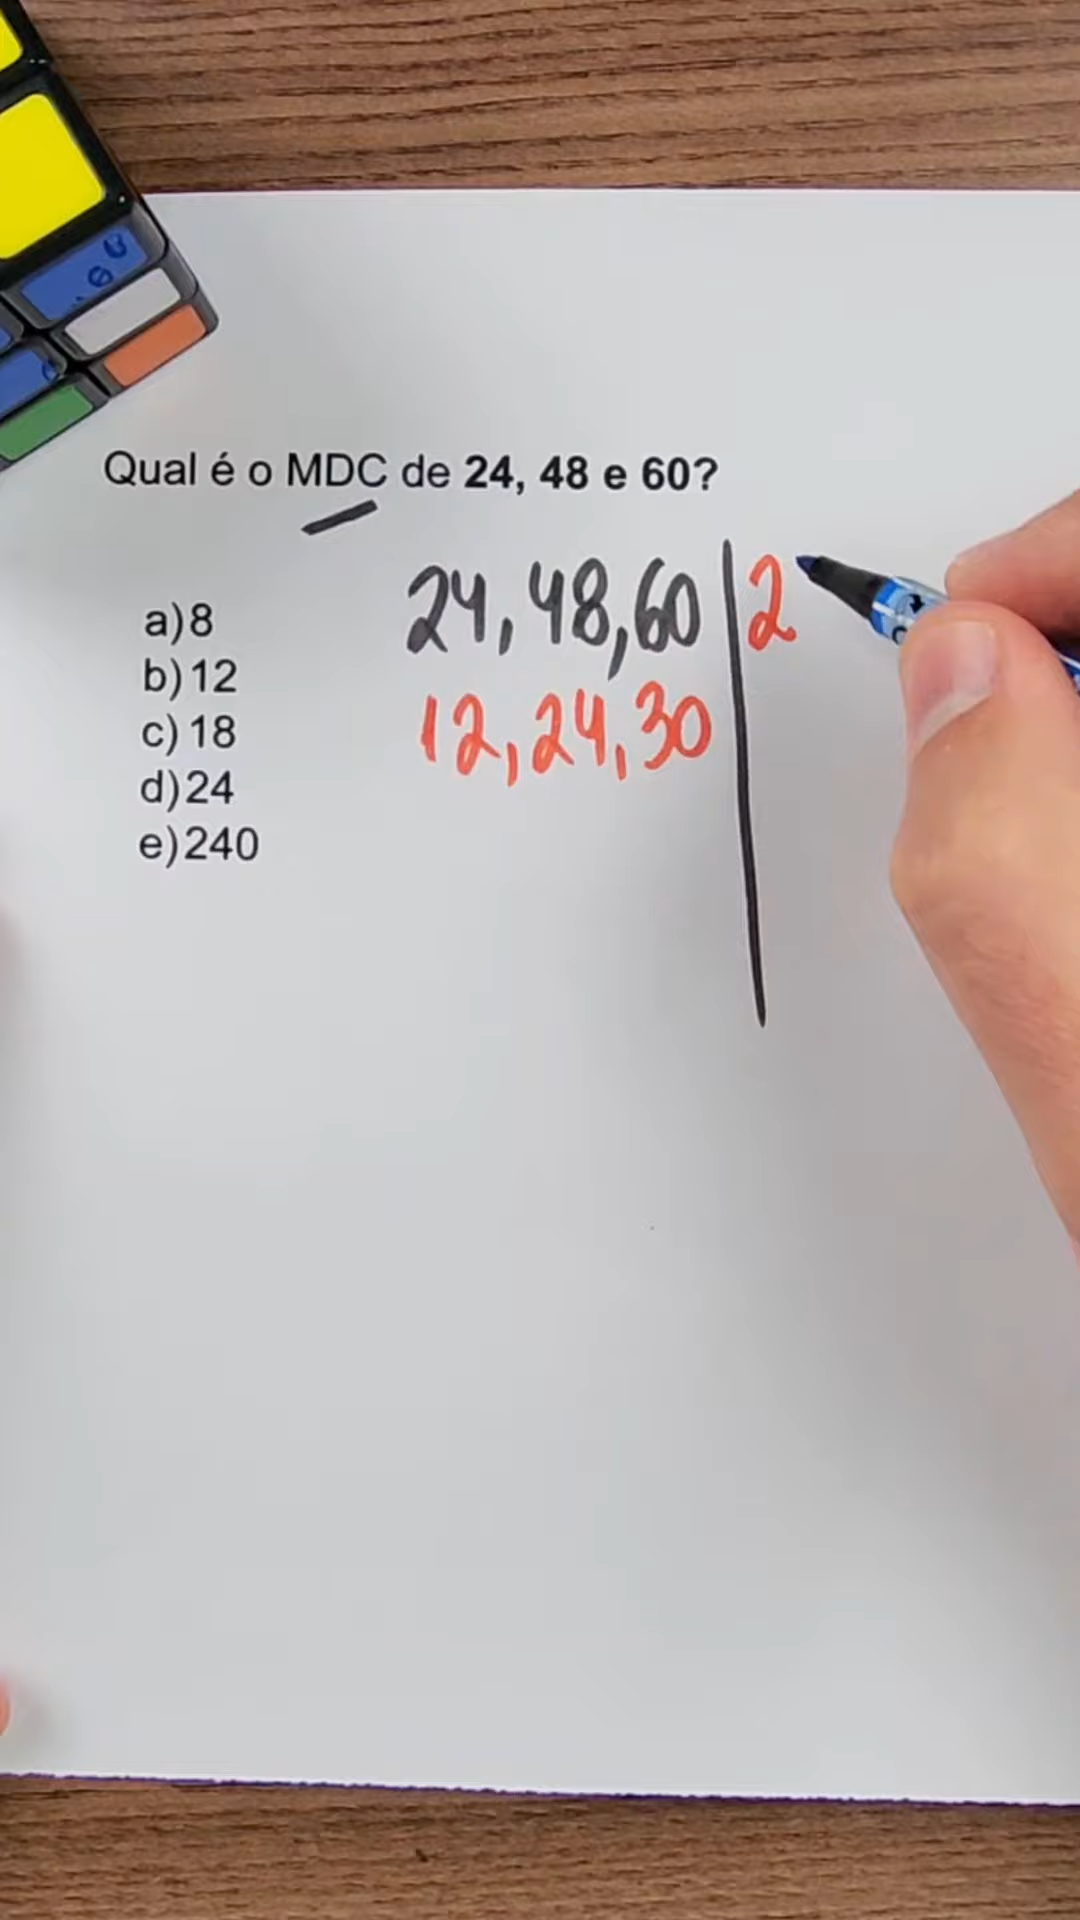 Qual é o MDC de 24, 48 e 60?
24, 48, 60 | 2
12, 24, 30
a) 8
b) 12
c) 18
d) 24
e) 240